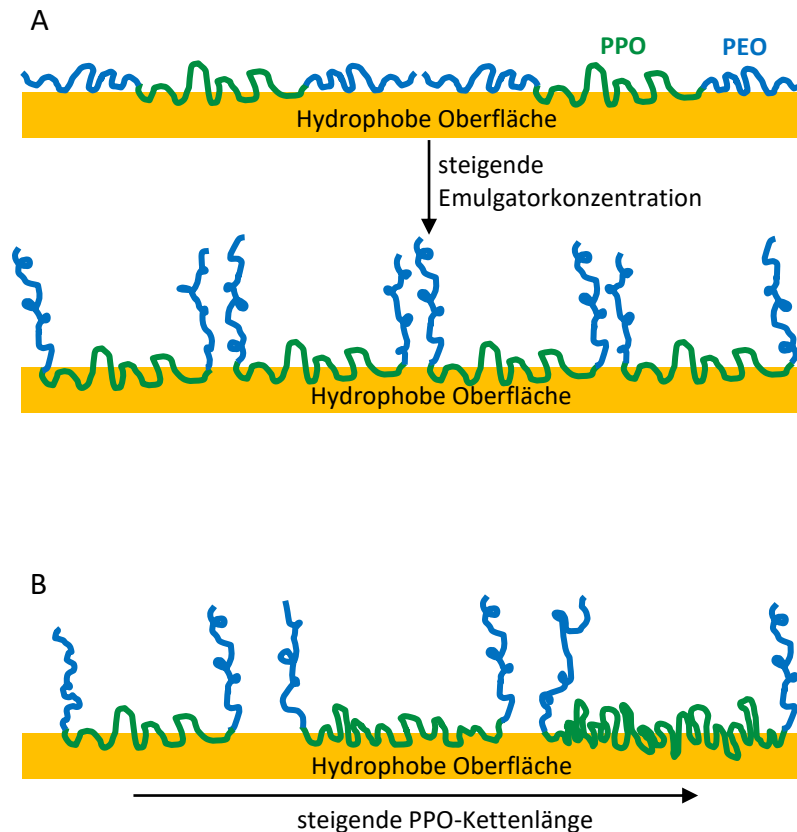 A
PPO
PEO
Hydrophobe Oberfläche
steigende
Emulgatorkonzentration
Hydrophobe Oberfläche
B
Hydrophobe Oberfläche
steigende PPO-Kettenlänge